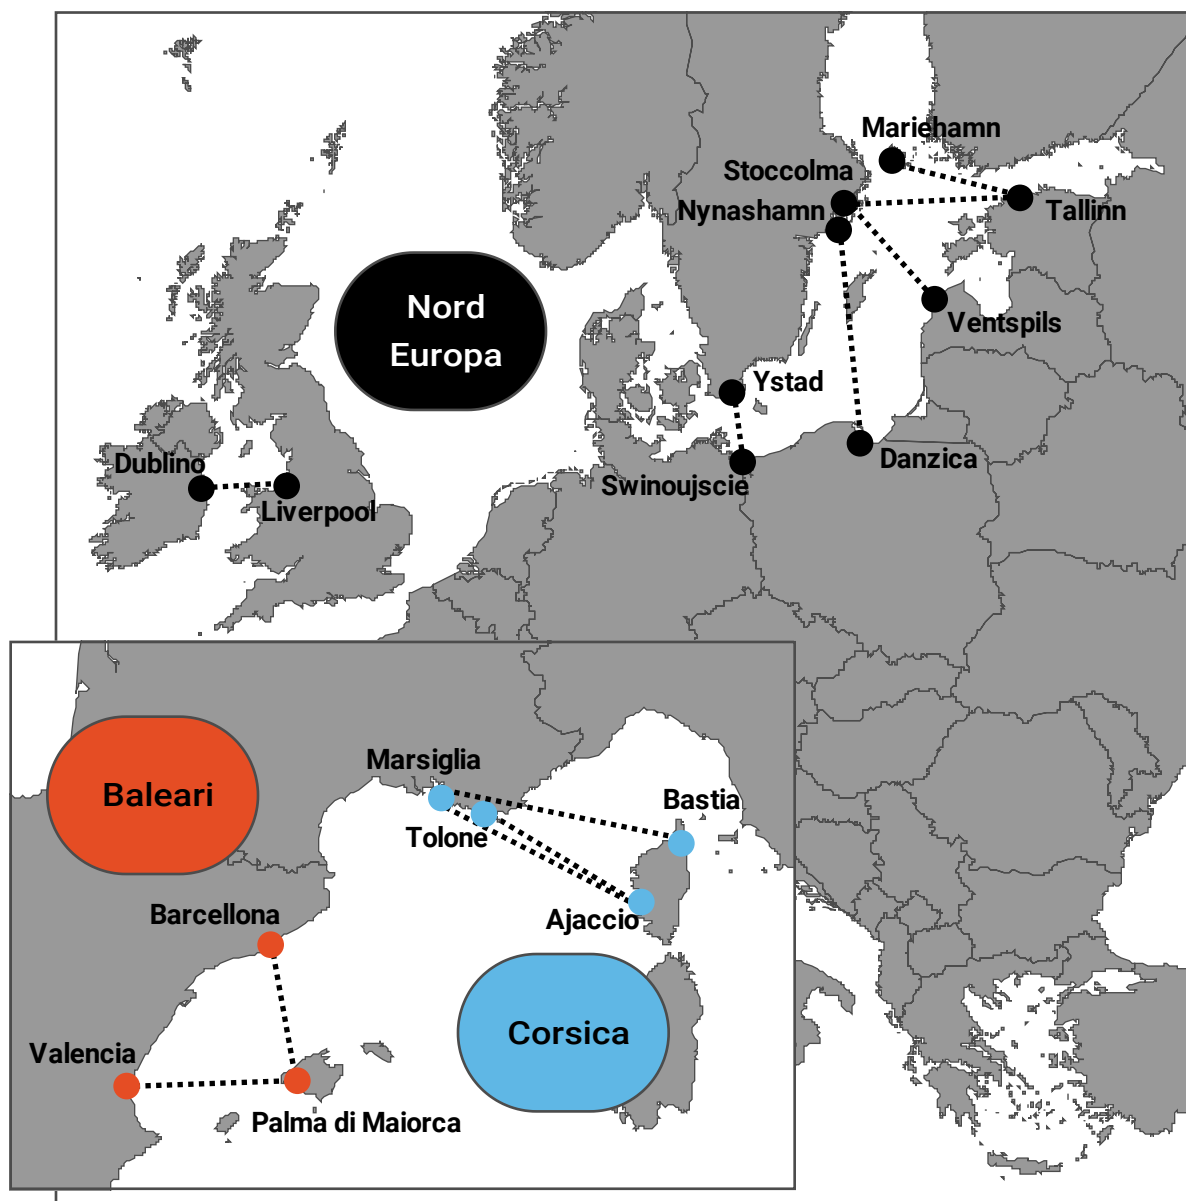 Mariehamn
Stoccolma
Nynashamn
Tallinn
Nord
Europa
Ventspils
Ystad
Dublino
Danzica
Swinoujscie
Liverpool
Marsiglia
Baleari
Bastia
Tolone
Barcellona
Ajaccio
Corsica
Valencia
Palma di Maiorca